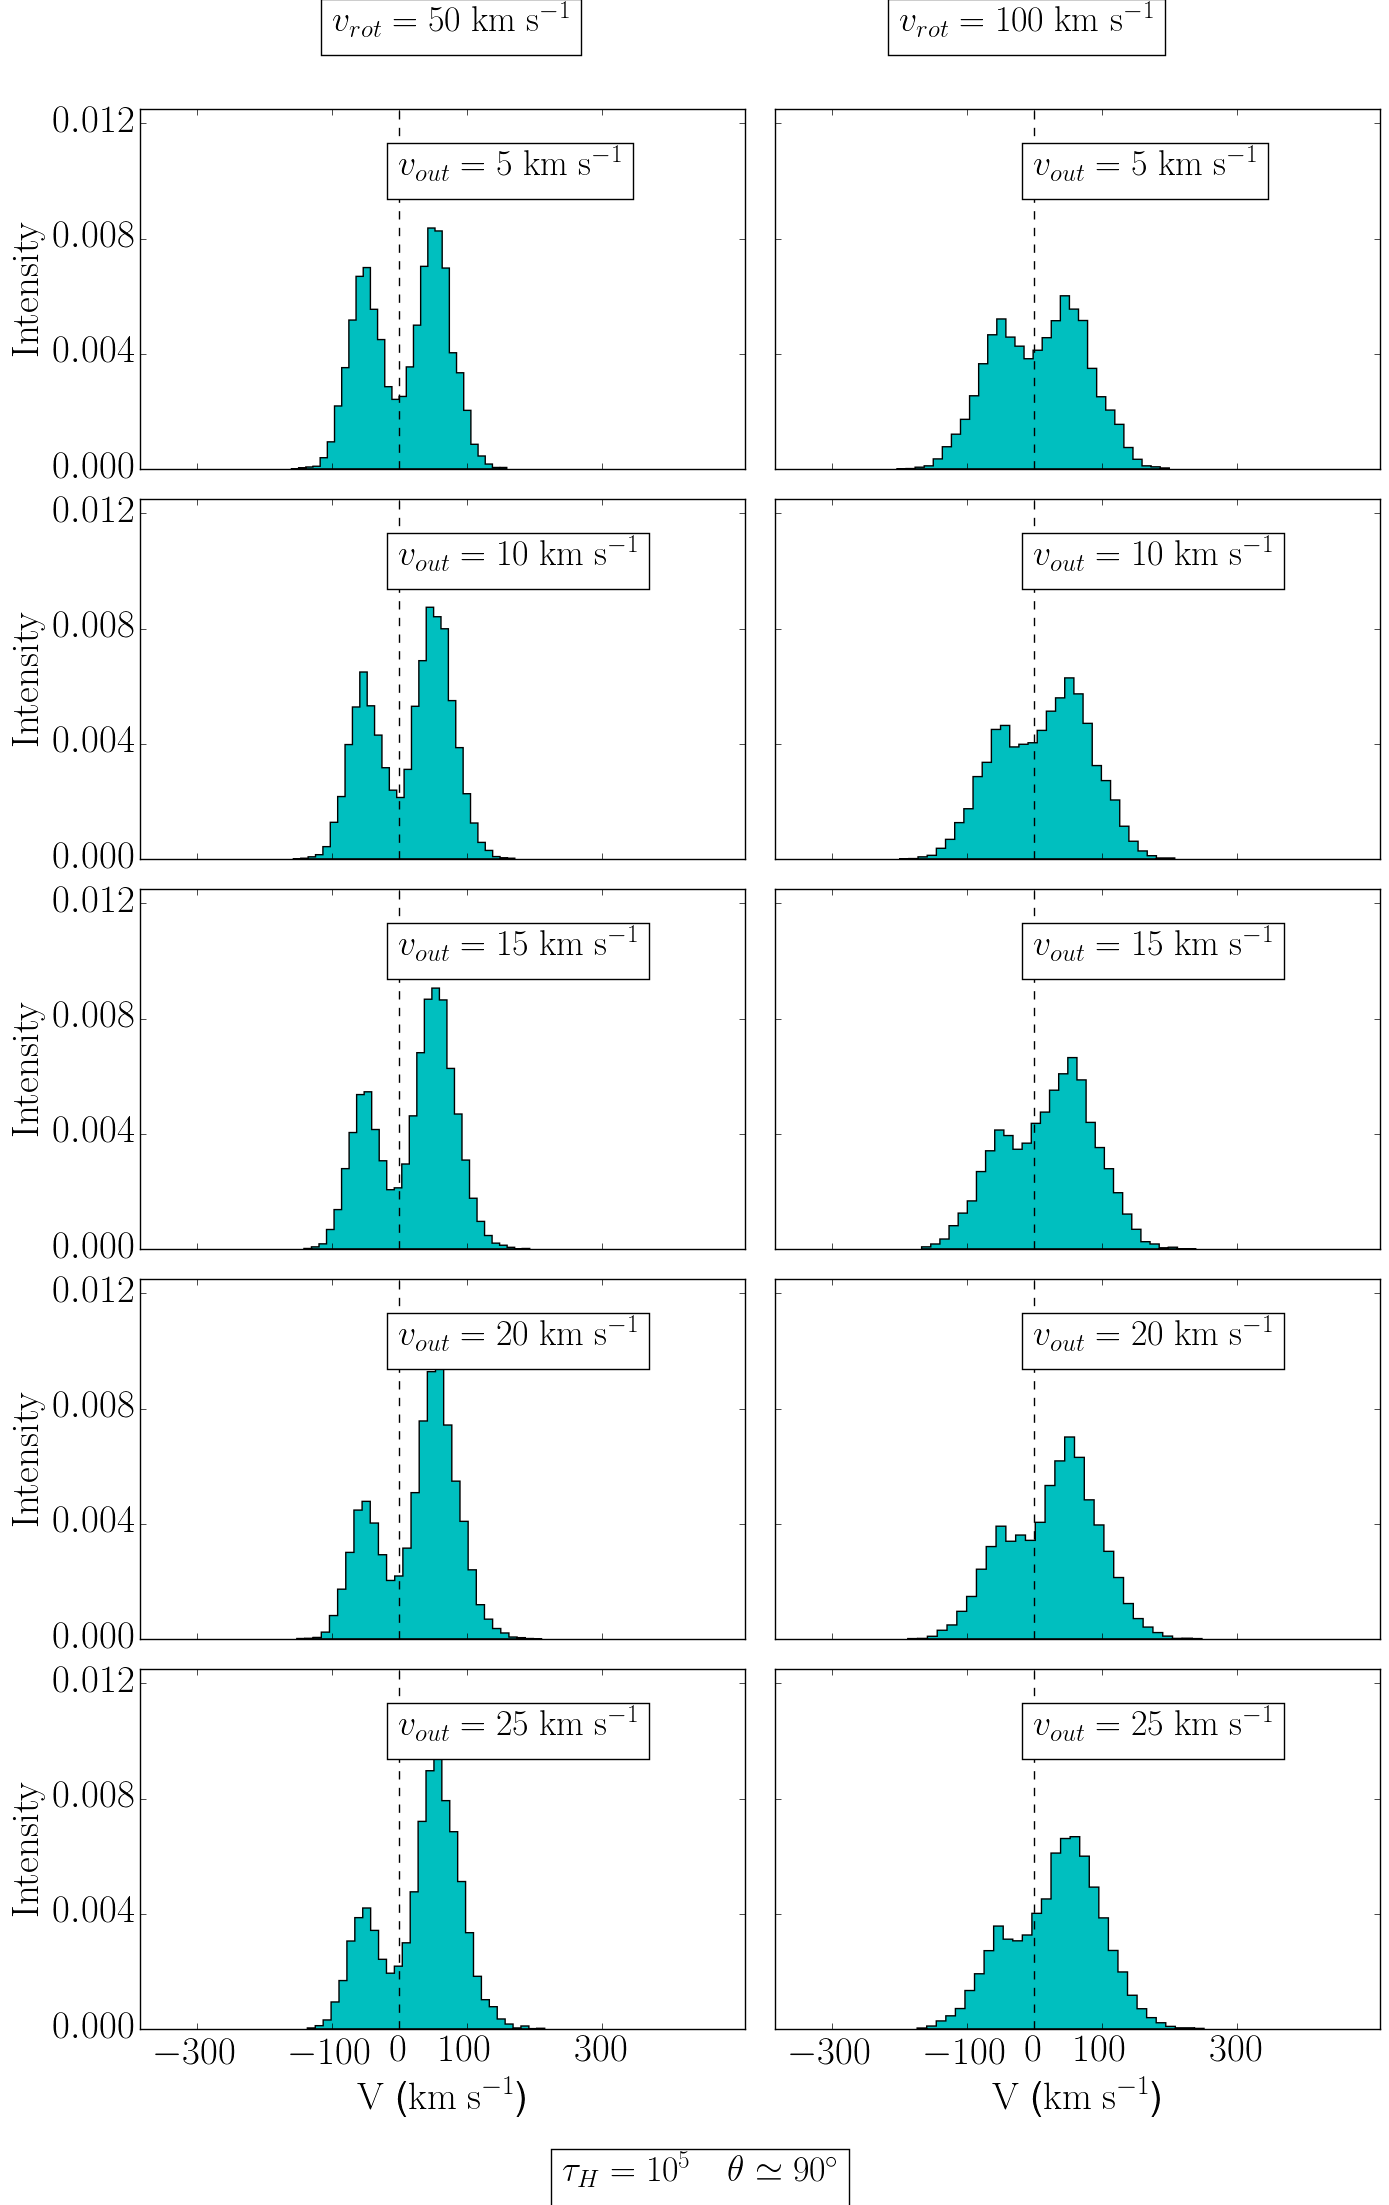 v_rot = 50 km s⁻¹ v_rot = 100 km s⁻¹
0.012
v_out = 5 km s⁻¹ v_out = 5 km s⁻¹
0.008
Intensity
0.004
0.000
0.012
v_out = 10 km s⁻¹ v_out = 10 km s⁻¹
0.008
Intensity
0.004
0.000
0.012
v_out = 15 km s⁻¹ v_out = 15 km s⁻¹
0.008
Intensity
0.004
0.000
0.012
v_out = 20 km s⁻¹ v_out = 20 km s⁻¹
0.008
Intensity
0.004
0.000
0.012
v_out = 25 km s⁻¹ v_out = 25 km s⁻¹
0.008
Intensity
0.004
0.000
−300 −100 0 100 300 −300 −100 0 100 300
V (km s⁻¹) V (km s⁻¹)
τ_H = 10⁵ θ ≃ 90°